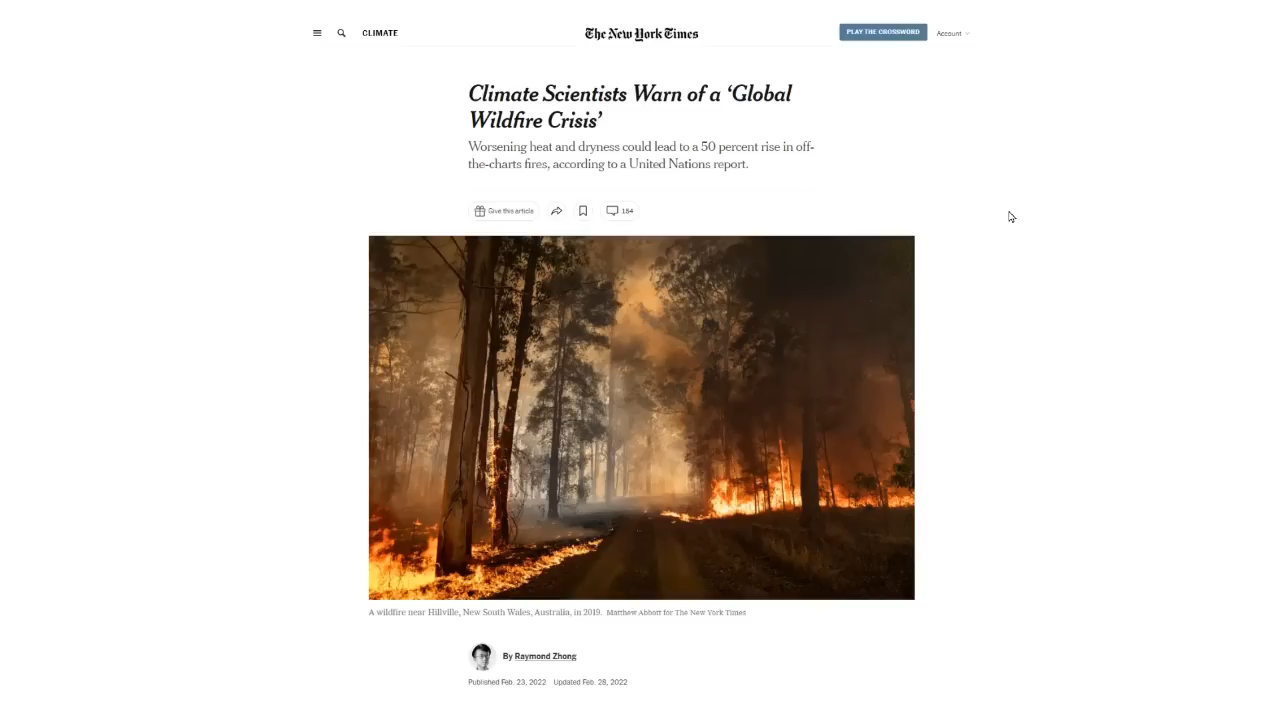 CLIMATE
The New York Times
PLAY THE CROSSWORD
Account
Climate Scientists Warn of a ‘Global
Wildfire Crisis’
Worsening heat and dryness could lead to a 50 percent rise in off-
the-charts fires, according to a United Nations report.
Give this article
184
A wildfire near Hillville, New South Wales, Australia, in 2019. Matthew Abbott for The New York Times
By Raymond Zhong
Published Feb. 23, 2022 Updated Feb. 28, 2022